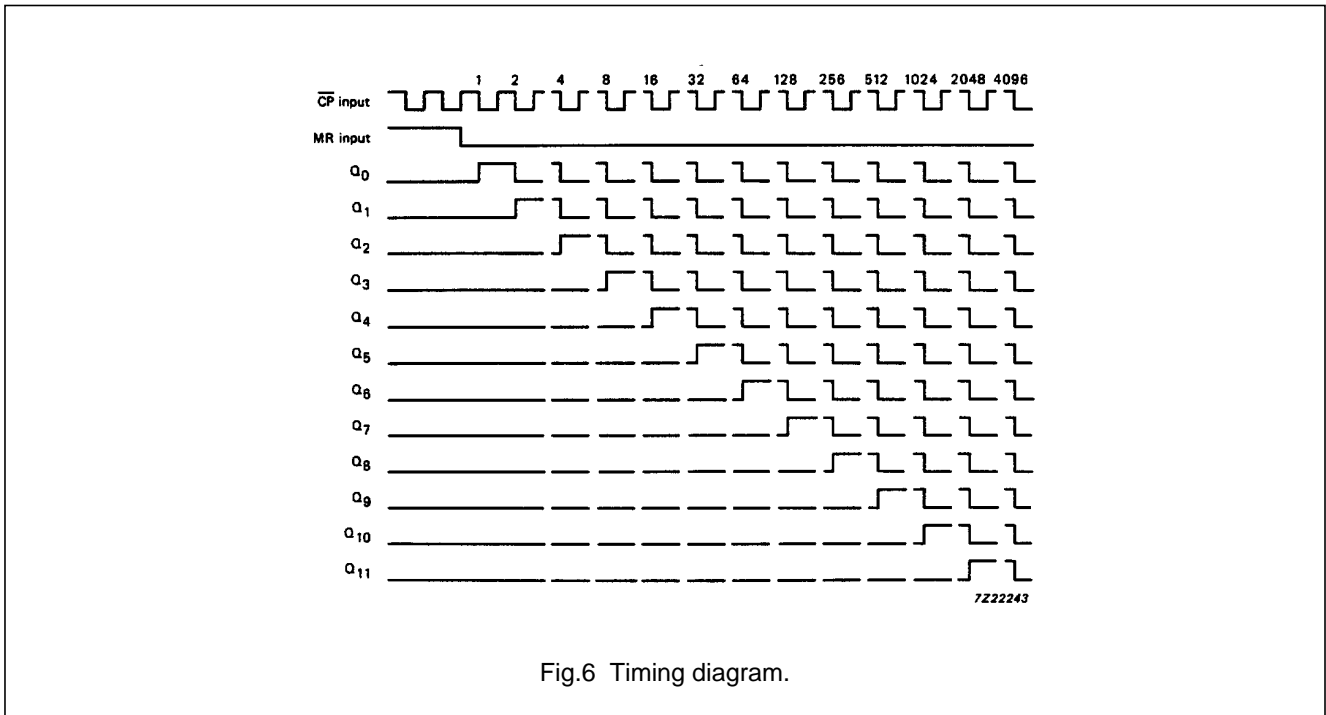 1 2 4 8 16 32 64 128 256 512 1024 2048 4096
CP input
MR input
Q0
Q1
Q2
Q3
Q4
Q5
Q6
Q7
Q8
Q9
Q10
Q11
7Z22243
Fig.6 Timing diagram.